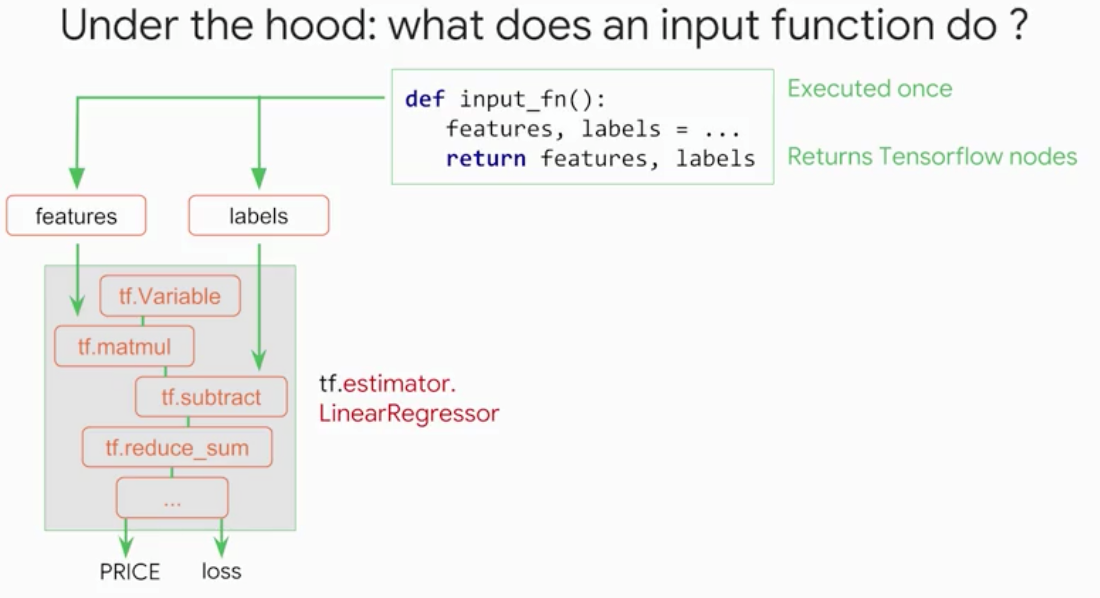 Under the hood: what does an input function do ?
def input_fn():
features, labels = ...
return features, labels
Executed once
Returns Tensorflow nodes
features
labels
tf.Variable
tf.matmul
tf.subtract
tf.reduce_sum
...
tf.estimator.
LinearRegressor
PRICE
loss